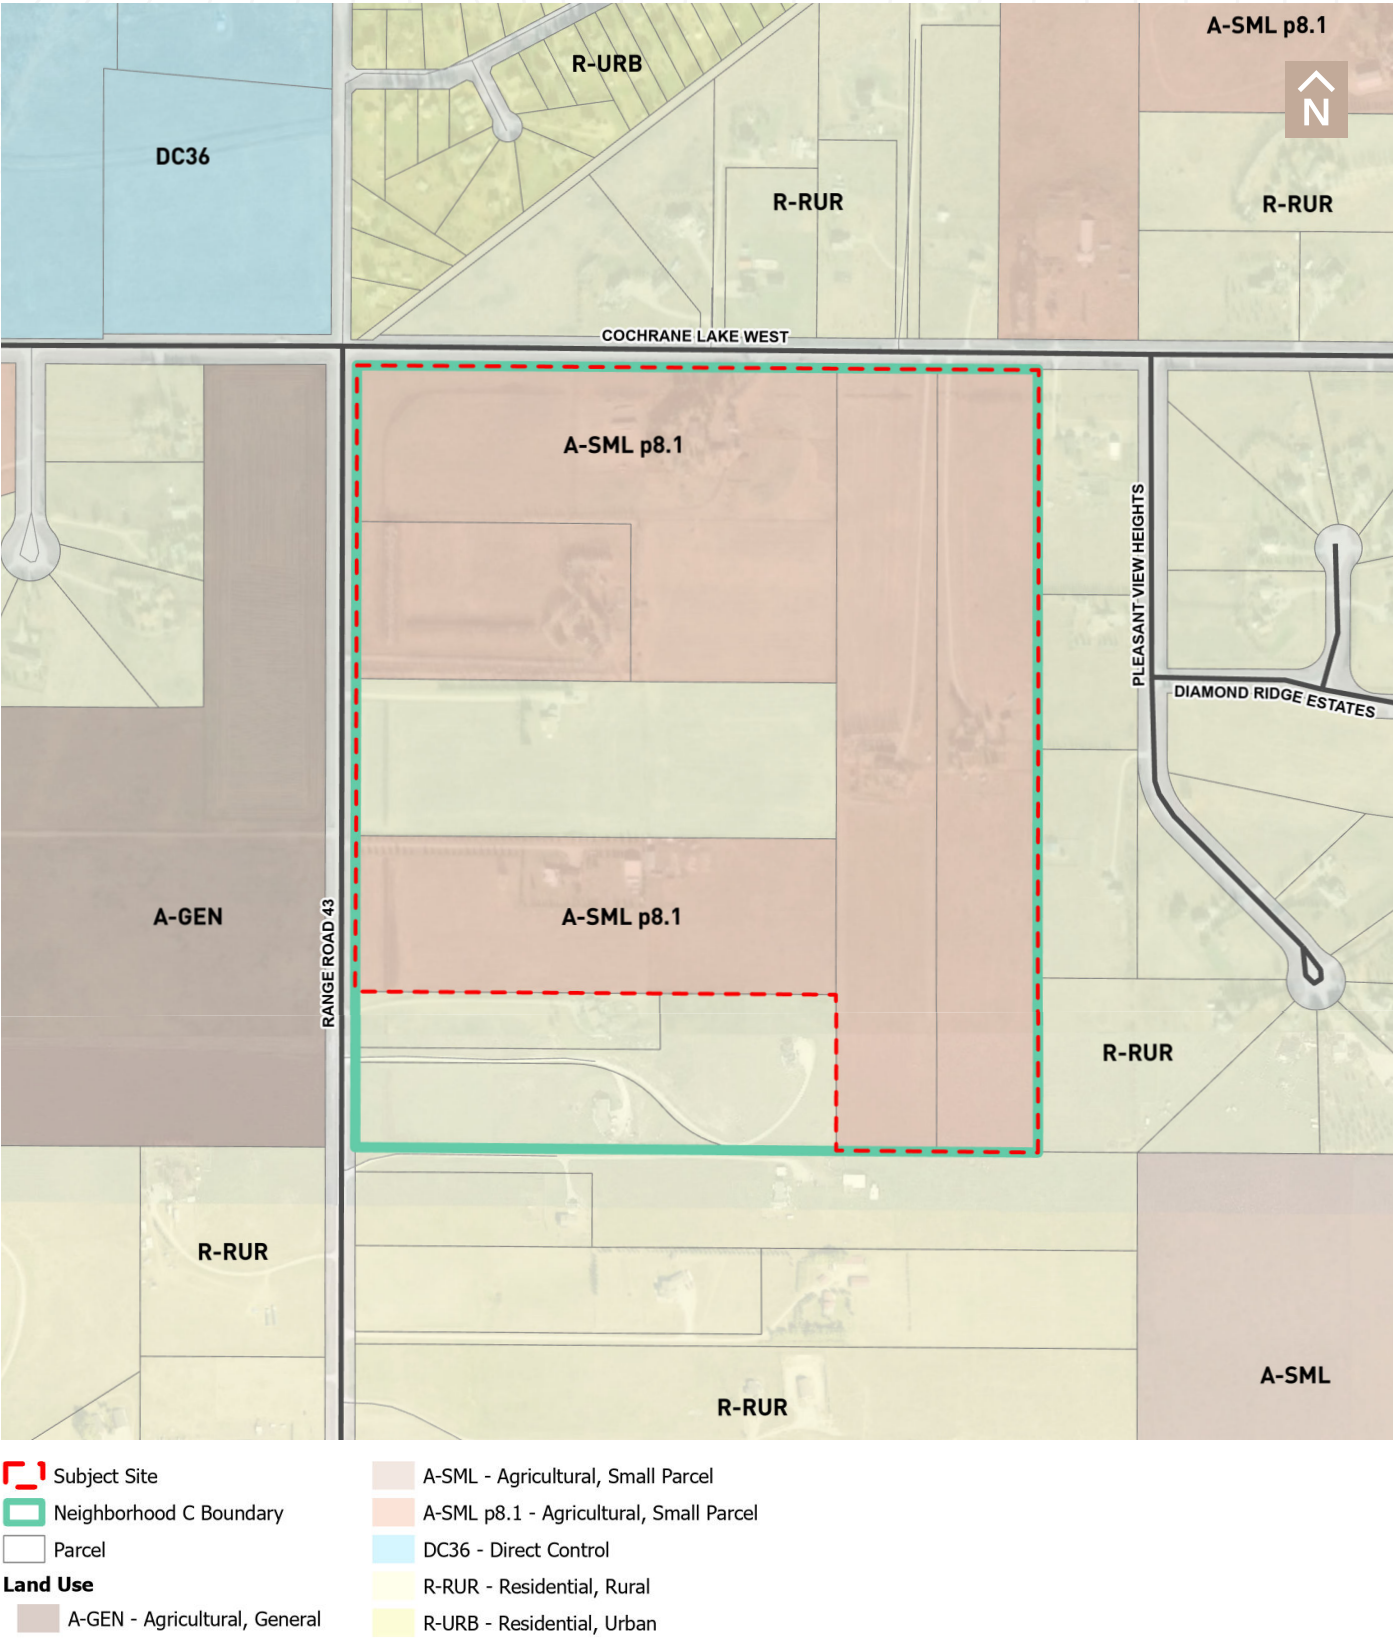 A-SML p8.1
R-URB
N
DC36
R-RUR
R-RUR
COCHRANE LAKE WEST
A-SML p8.1
PLEASANT VIEW HEIGHTS
DIAMOND RIDGE ESTATES
A-GEN
A-SML p8.1
RANGE ROAD 43
R-RUR
R-RUR
A-SML
R-RUR
Subject Site
Neighborhood C Boundary
Parcel
Land Use
A-GEN - Agricultural, General
A-SML - Agricultural, Small Parcel
A-SML p8.1 - Agricultural, Small Parcel
DC36 - Direct Control
R-RUR - Residential, Rural
R-URB - Residential, Urban